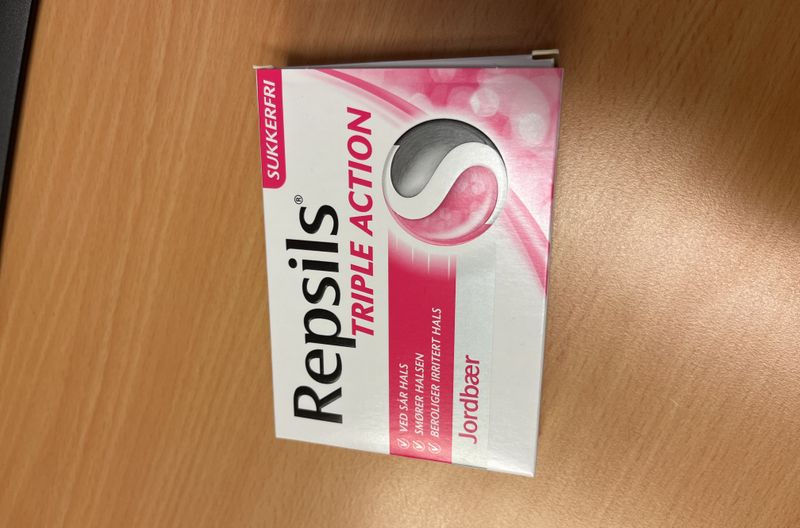 SUKKERFRI
Repsils®
TRIPLE ACTION
VED SÅR HALS
SMØRER HALSEN
BEROLIGER IRRITERT HALS
Jordbær